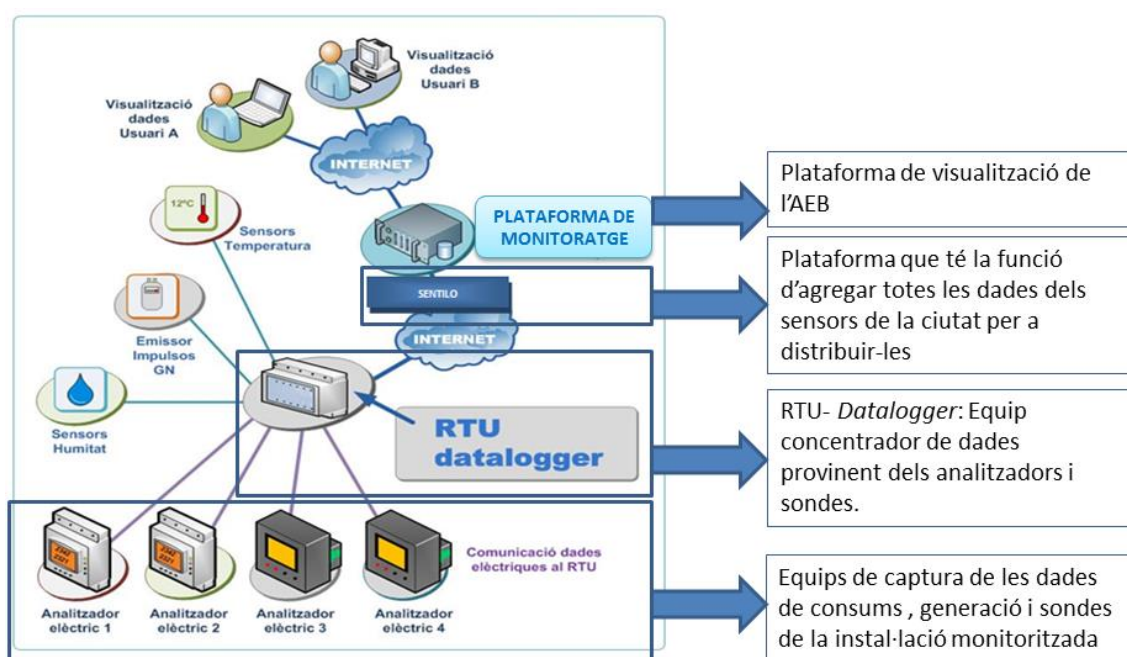 Visualització
dades
Usuari B
Visualització
dades
Usuari A
INTERNET
12ºC
Sensors
Temperatura
PLATAFORMA DE
MONITORATGE
Plataforma de visualització de
l’AEB
SENTILO
INTERNET
Plataforma que té la funció
d’agregar totes les dades dels
sensors de la ciutat per a
distribuir-les
Emissor
Impulsos
GN
Sensors
Humitat
RTU
datalogger
RTU- Datalogger: Equip
concentrador de dades
provinent dels analitzadors i
sondes.
Comunicació dades
elèctriques al RTU
Analitzador
elèctric 1
Analitzador
elèctric 2
Analitzador
elèctric 3
Analitzador
elèctric 4
Equips de captura de les dades
de consums , generació i sondes
de la instal·lació monitoritzada